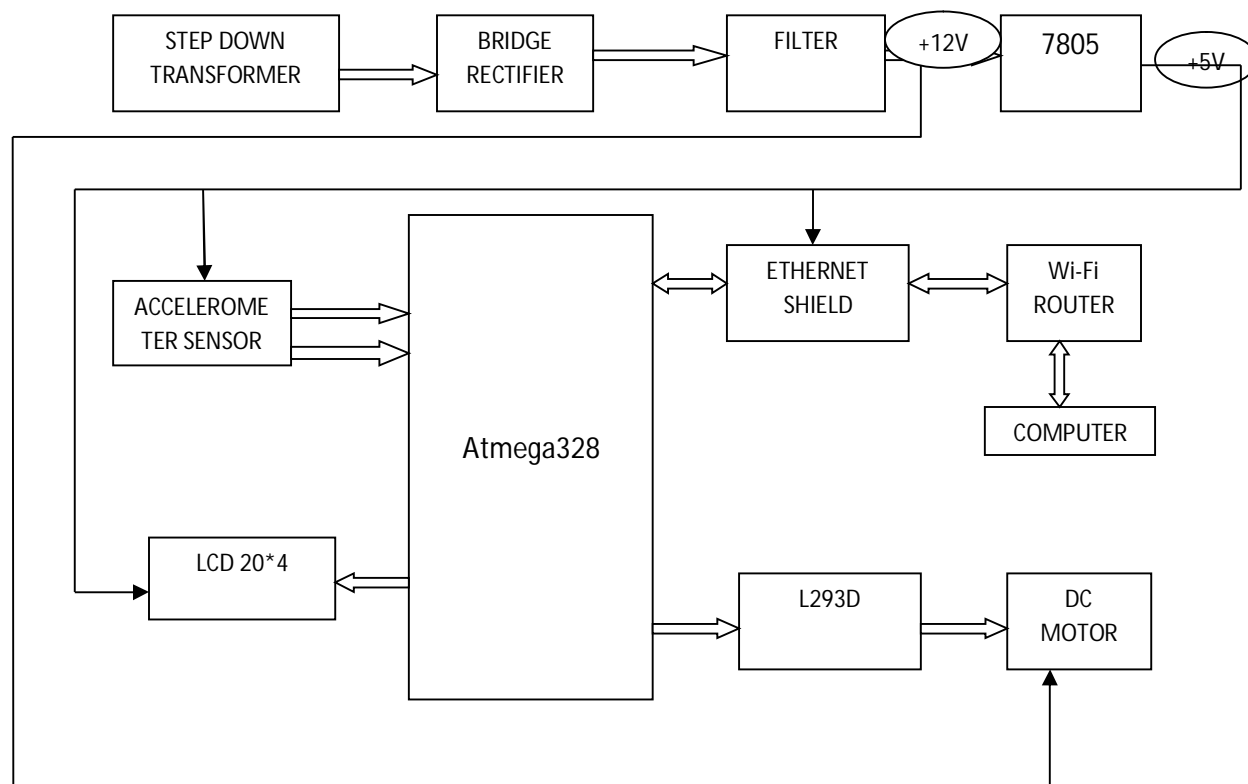 STEP DOWN
TRANSFORMER
BRIDGE
RECTIFIER
FILTER
+12V
7805
+5V
ACCELEROME
TER SENSOR
Atmega328
ETHERNET
SHIELD
Wi-Fi
ROUTER
COMPUTER
LCD 20*4
L293D
DC
MOTOR